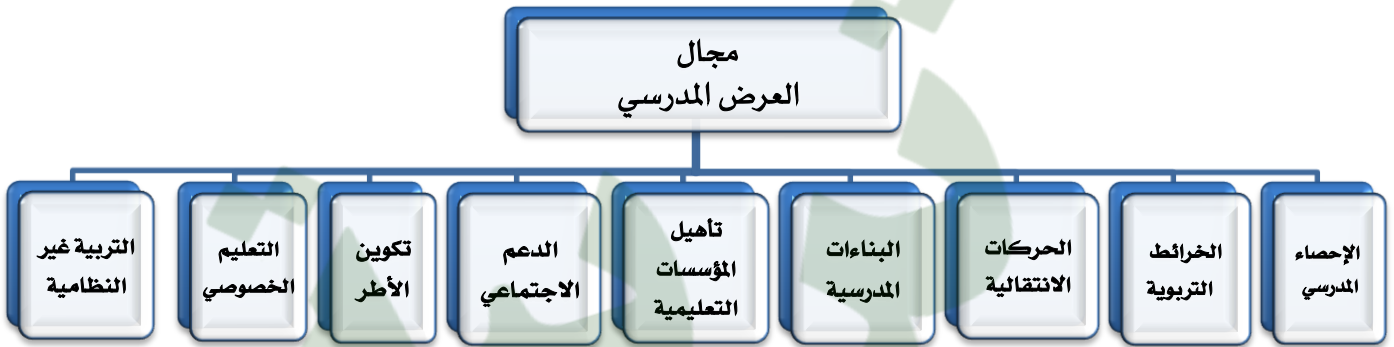 مجال
العرض المدرسي
الإحصاء
المدرسي
الخرائط
التربوية
الحركات
الانتقالية
البناءات
المدرسية
تأهيل
المؤسسات
التعليمية
الدعم
الاجتماعي
تكوين
الأطر
التعليم
الخصوصي
التربية غير
النظامية